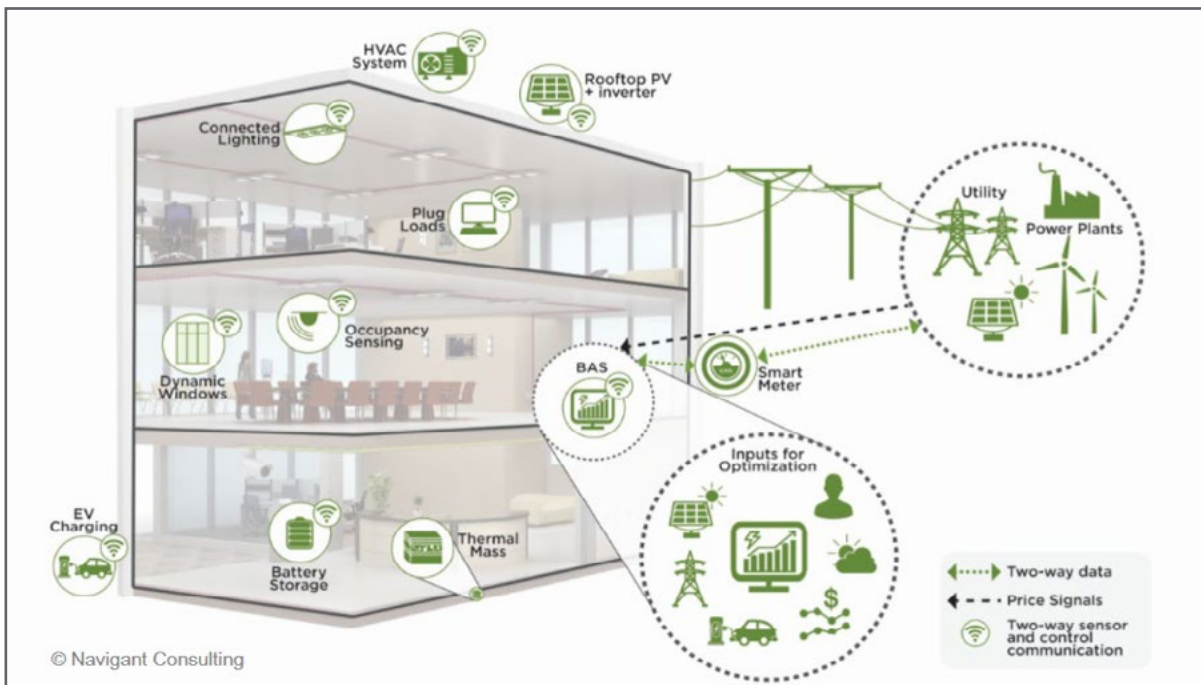 HVAC
System
Rooftop PV
+ inverter
Connected
Lighting
Utility
Power Plants
Plug
Loads
Occupancy
Sensing
Dynamic
Windows
BAS
Smart
Meter
Inputs for
Optimization
EV
Charging
Battery
Storage
Thermal
Mass
$
Two-way data
Price Signals
Two-way sensor
and control
communication
© Navigant Consulting